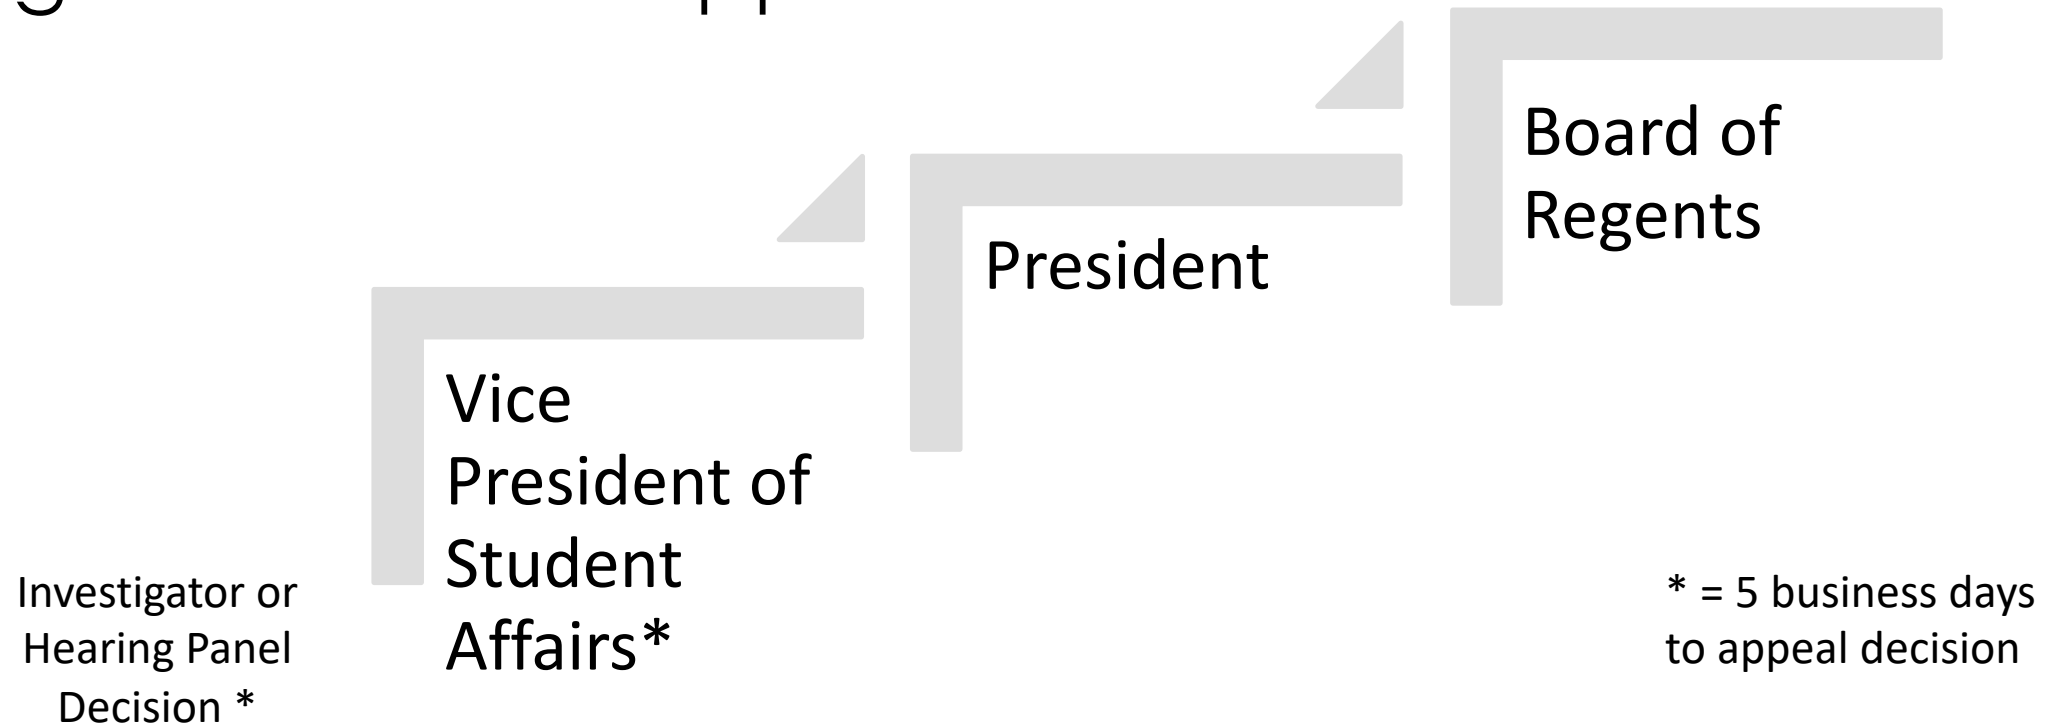 Investigator or
Hearing Panel
Decision *
Vice
President of
Student
Affairs*
President
Board of
Regents
* = 5 business days
to appeal decision